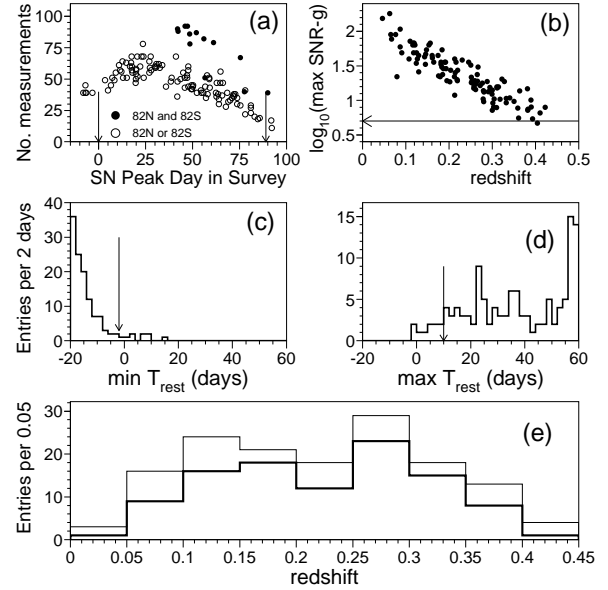 (a)
No. measurements
100
75
50
25
0
82N and 82S
82N or 82S
0 25 50 75 100
SN Peak Day in Survey
(b)
log10(max SNR-g)
2
1.5
1
0.5
0 0.1 0.2 0.3 0.4 0.5
redshift
(c)
Entries per 2 days
40
30
20
10
0
-20 0 20 40 60
min Trest (days)
(d)
15
10
5
0
-20 0 20 40 60
max Trest (days)
(e)
Entries per 0.05
30
20
10
0
0 0.05 0.1 0.15 0.2 0.25 0.3 0.35 0.4 0.45
redshift